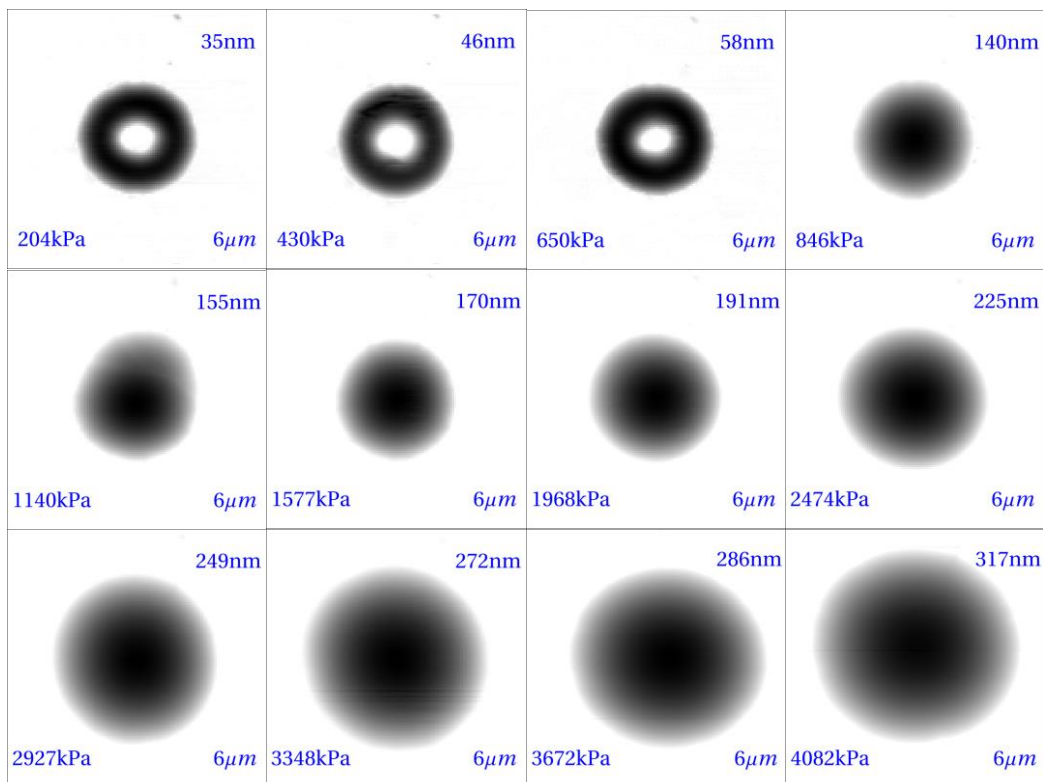 35nm 46nm 58nm 140nm
204kPa 6μm 430kPa 6μm 650kPa 6μm 846kPa 6μm
155nm 170nm 191nm 225nm
1140kPa 6μm 1577kPa 6μm 1968kPa 6μm 2474kPa 6μm
249nm 272nm 286nm 317nm
2927kPa 6μm 3348kPa 6μm 3672kPa 6μm 4082kPa 6μm